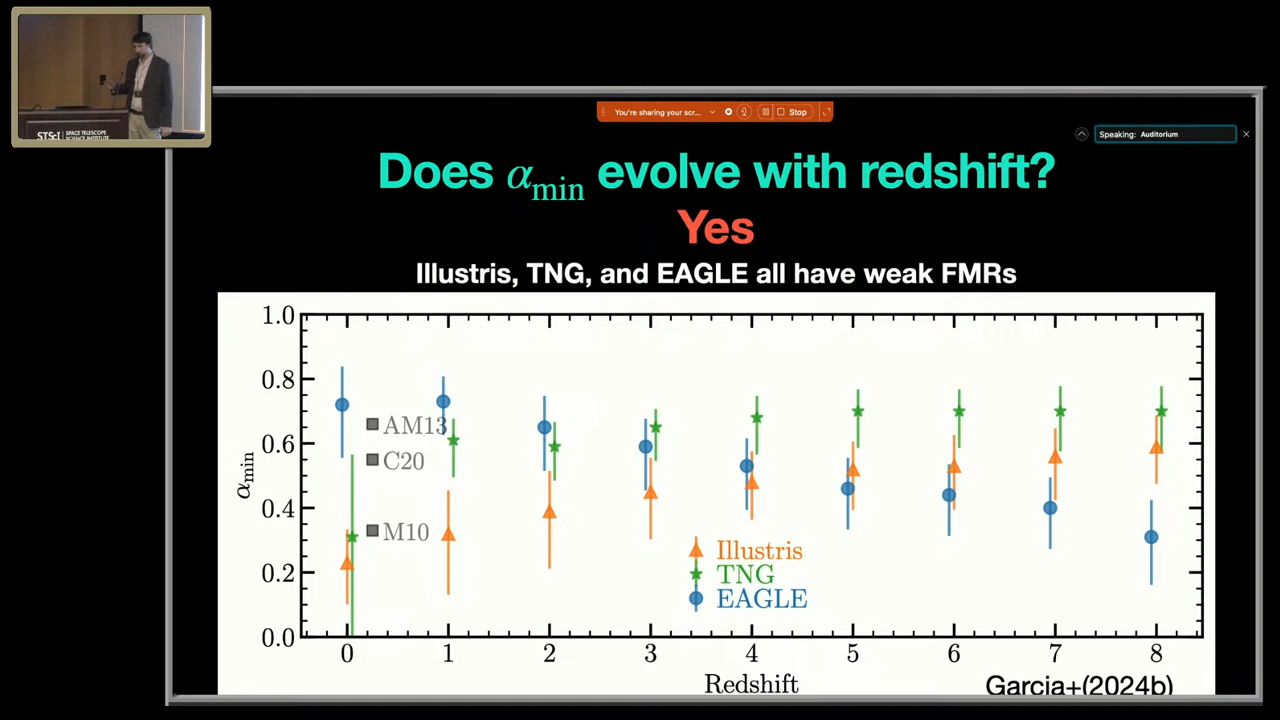 STScI | SPACE TELESCOPE
SCIENCE INSTITUTE
You're sharing your scr...
Stop
Speaking: Auditorium
Does αmin evolve with redshift?
Yes
Illustris, TNG, and EAGLE all have weak FMRs
1.0
0.8
0.6
0.4
0.2
0.0
αmin
AM13
C20
M10
Illustris
TNG
EAGLE
0 1 2 3 4 5 6 7 8
Redshift
Garcia+(2024b)